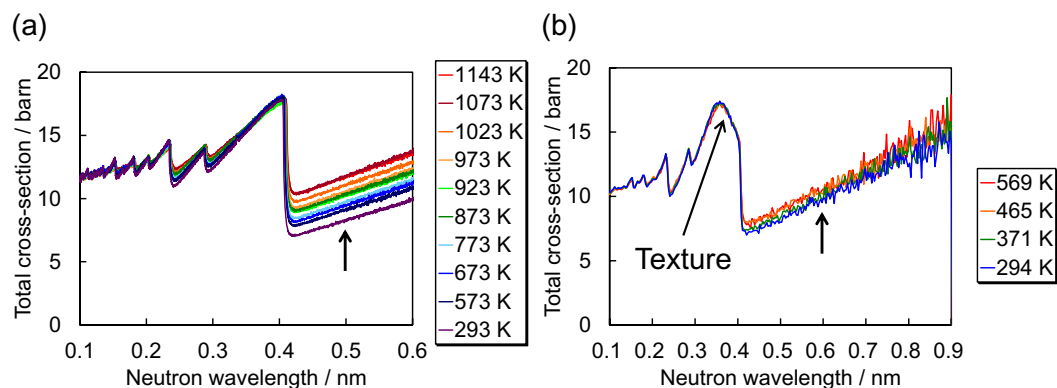 (a)
Total cross-section / barn
20
15
10
5
0
0.1 0.2 0.3 0.4 0.5 0.6
Neutron wavelength / nm
1143 K
1073 K
1023 K
973 K
923 K
873 K
773 K
673 K
573 K
293 K
(b)
Total cross-section / barn
20
15
10
5
0
Texture
0.1 0.2 0.3 0.4 0.5 0.6 0.7 0.8 0.9
Neutron wavelength / nm
569 K
465 K
371 K
294 K